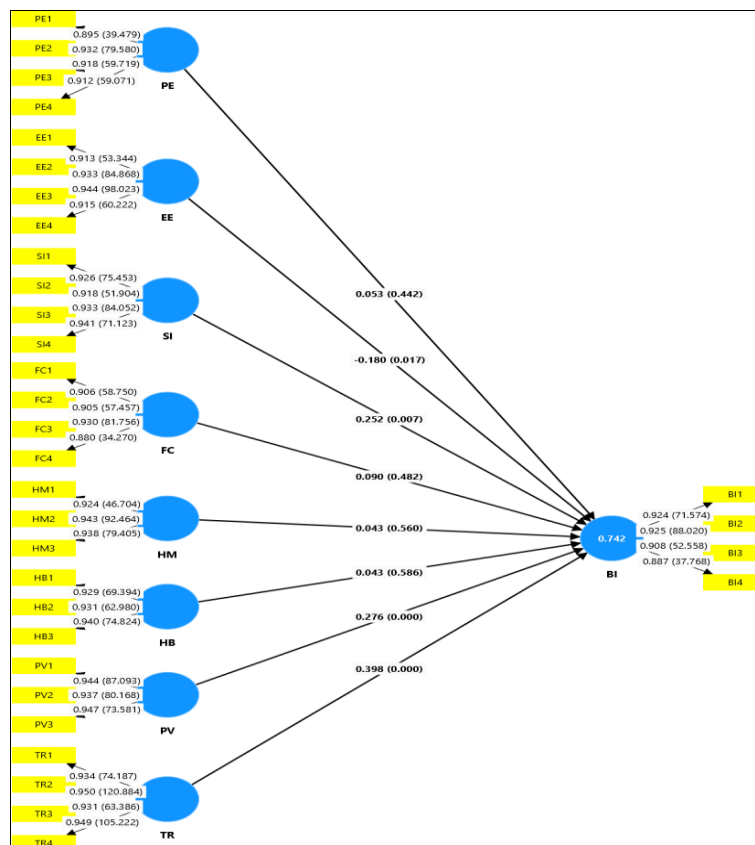 PE1
0.895 (39.479)
PE2
0.932 (79.580)
0.918 (59.719)
PE3
0.912 (59.071)
PE4
PE
EE1
0.913 (53.344)
EE2
0.933 (84.868)
0.944 (98.023)
EE3
0.915 (60.222)
EE4
EE
SI1
0.926 (75.453)
SI2
0.918 (51.904)
0.933 (84.052)
SI3
0.941 (71.123)
SI4
SI
FC1
0.906 (58.750)
FC2
0.905 (57.457)
0.930 (81.756)
FC3
0.880 (34.270)
FC4
FC
HM1
0.924 (46.704)
HM2
0.943 (92.464)
0.938 (79.405)
HM3
HM
HB1
0.929 (69.394)
HB2
0.931 (62.980)
0.940 (74.824)
HB3
HB
PV1
0.944 (87.093)
PV2
0.937 (80.168)
0.947 (73.581)
PV3
PV
TR1
0.934 (74.187)
TR2
0.950 (120.884)
0.931 (63.386)
TR3
0.949 (105.222)
TR4
TR
0.053 (0.442)
-0.180 (0.017)
0.252 (0.007)
0.090 (0.482)
0.043 (0.560)
0.043 (0.586)
0.276 (0.000)
0.398 (0.000)
0.742
BI
BI1
0.924 (71.574)
BI2
0.925 (88.020)
0.908 (52.558)
BI3
0.887 (37.768)
BI4